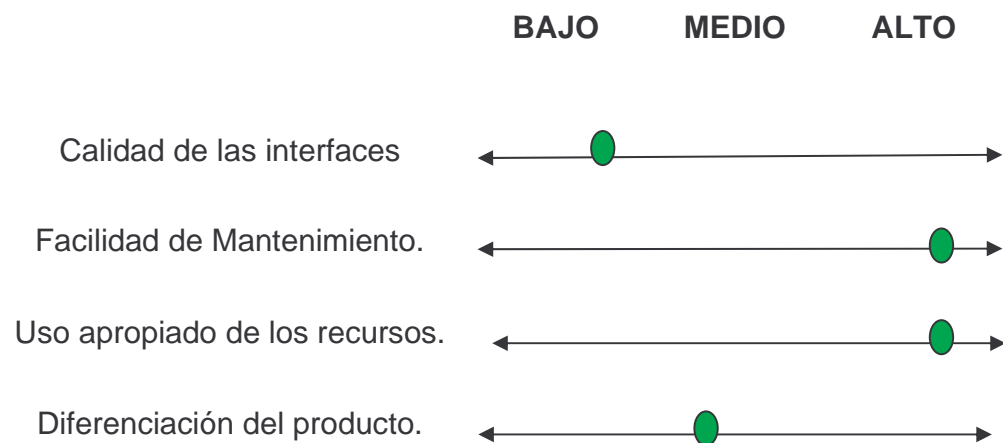 BAJO MEDIO ALTO
Calidad de las interfaces
Facilidad de Mantenimiento.
Uso apropiado de los recursos.
Diferenciación del producto.